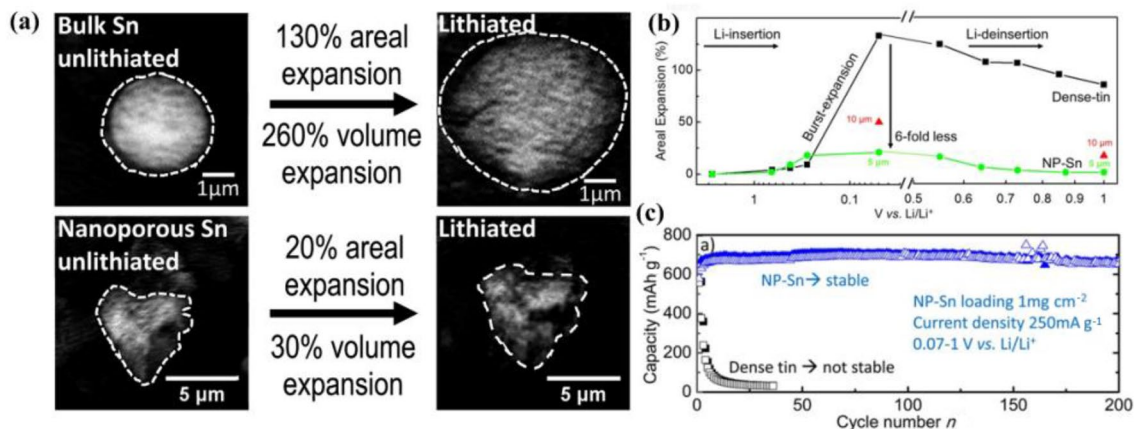 (a)
Bulk Sn
unlithiated
1μm
130% areal
expansion
260% volume
expansion
Lithiated
1μm
Nanoporous Sn
unlithiated
5 μm
20% areal
expansion
30% volume
expansion
Lithiated
5 μm
(b)
Areal Expansion (%)
100
50
0
Li-insertion
Li-deinsertion
Burst-expansion
Dense-tin
10 μm
6-fold less
5 μm
NP-Sn
10 μm
5 μm
1
0.1
0.5
0.6
0.7
0.8
0.9
1
V vs. Li/Li⁺
(c)
a)
Capacity (mAh g⁻¹)
800
600
400
200
0
NP-Sn→ stable
NP-Sn loading 1mg cm⁻²
Current density 250mA g⁻¹
0.07-1 V vs. Li/Li⁺
Dense tin → not stable
0
50
100
150
200
Cycle number n